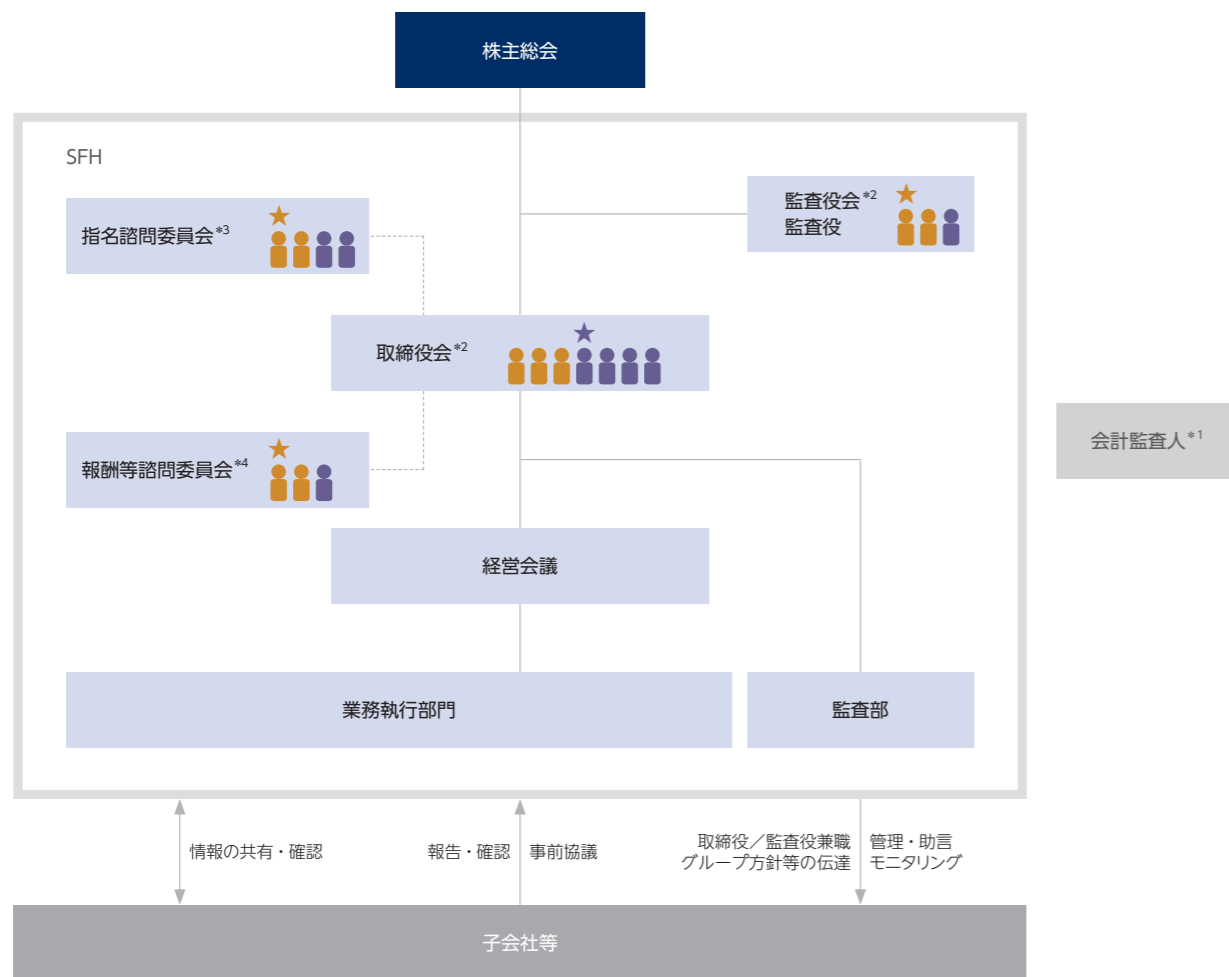 株主総会
SFH
指名諮問委員会*3
監査役会*2
監査役
取締役会*2
会計監査人*1
報酬等諮問委員会*4
経営会議
業務執行部門
監査部
情報の共有・確認
報告・確認
事前協議
取締役／監査役兼職
グループ方針等の伝達
管理・助言
モニタリング
子会社等